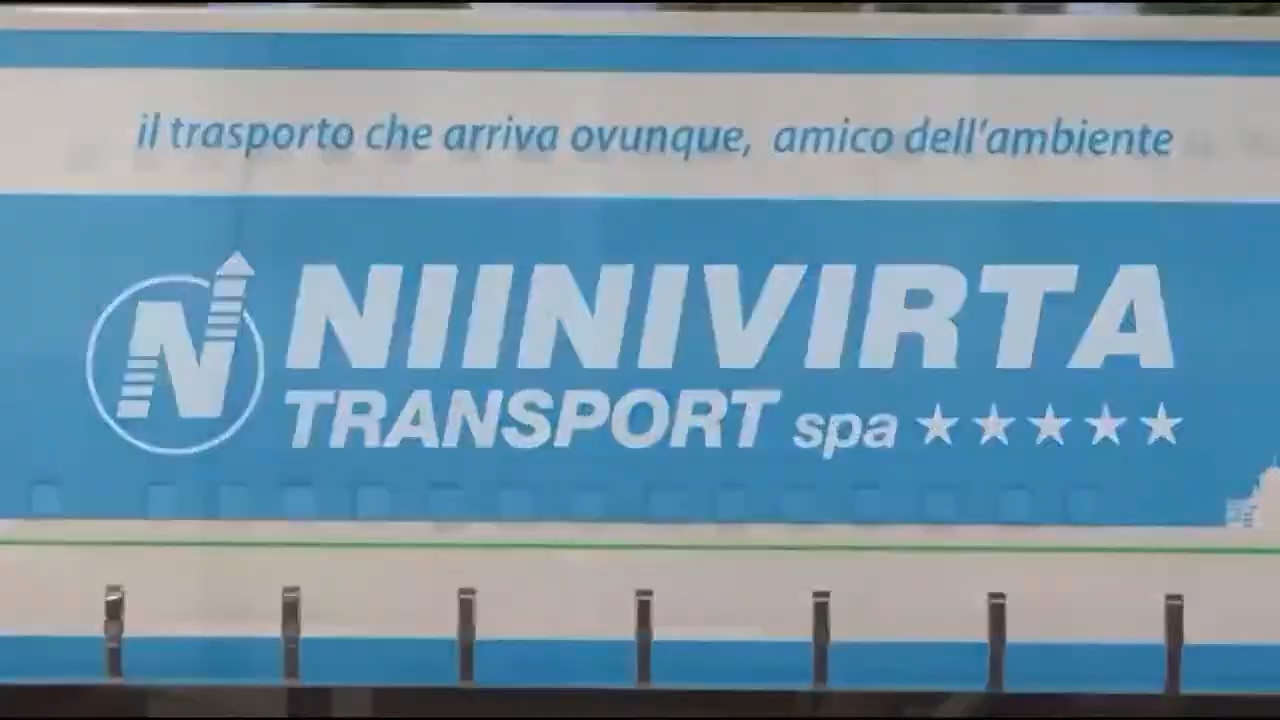 il trasporto che arriva ovunque, amico dell'ambiente
N
NIINIVIRTA
TRANSPORT spa ★★★★★